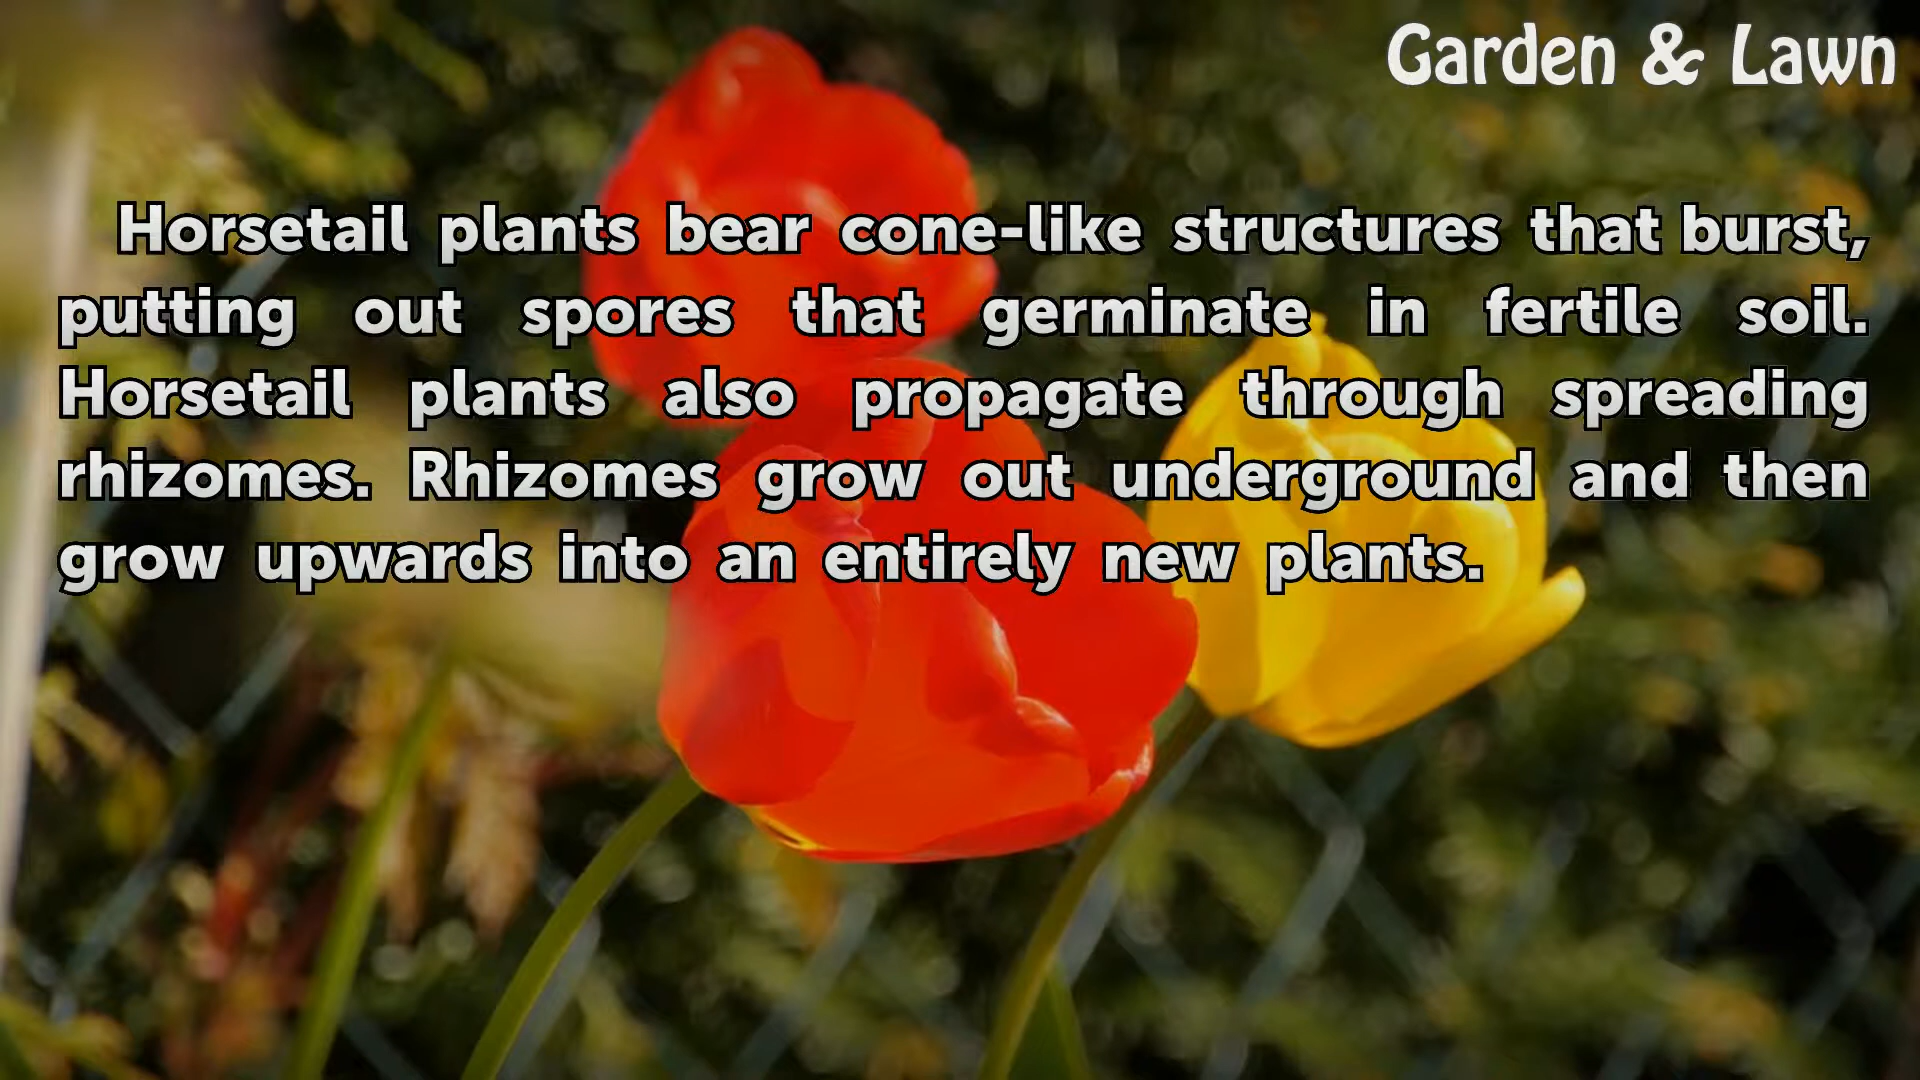 Garden & Lawn
Horsetail plants bear cone-like structures that burst,
putting out spores that germinate in fertile soil.
Horsetail plants also propagate through spreading
rhizomes. Rhizomes grow out underground and then
grow upwards into an entirely new plants.